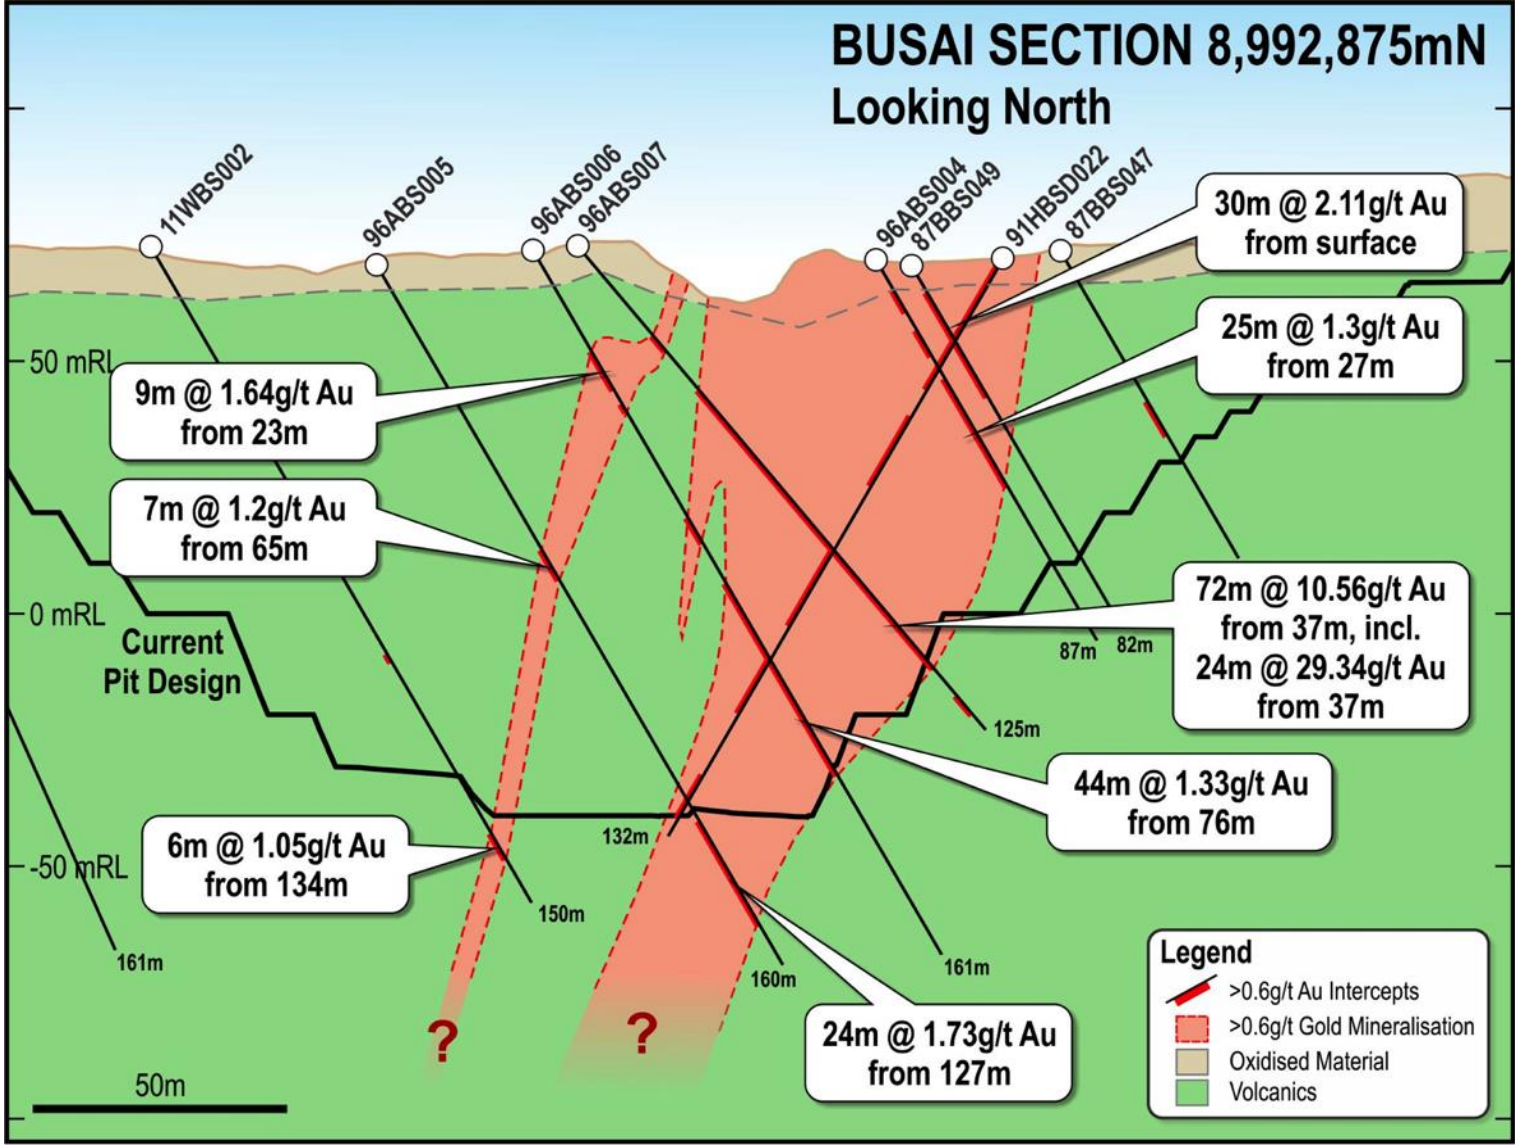 BUSAI SECTION 8,992,875mN
Looking North
11WBS002
96ABS005
96ABS006
96ABS007
96ABS004
87BBS049
91HBSD022
87BBS047
30m @ 2.11g/t Au
from surface
25m @ 1.3g/t Au
from 27m
50 mRL
9m @ 1.64g/t Au
from 23m
7m @ 1.2g/t Au
from 65m
0 mRL
Current
Pit Design
72m @ 10.56g/t Au
from 37m, incl.
24m @ 29.34g/t Au
from 37m
87m
82m
125m
44m @ 1.33g/t Au
from 76m
132m
6m @ 1.05g/t Au
from 134m
-50 mRL
150m
161m
160m
161m
24m @ 1.73g/t Au
from 127m
?
?
50m
Legend
>0.6g/t Au Intercepts
>0.6g/t Gold Mineralisation
Oxidised Material
Volcanics